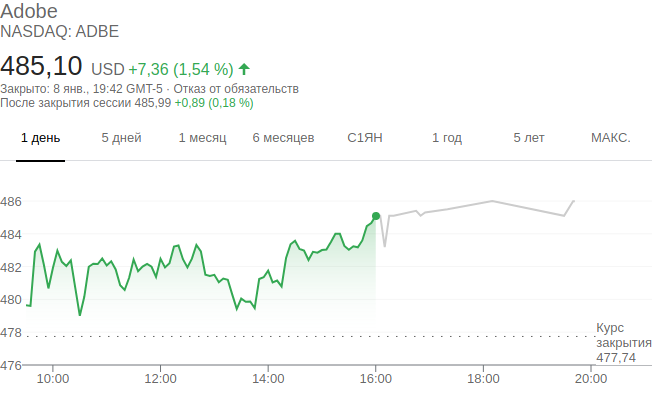 Adobe
NASDAQ: ADBE
485,10 USD +7,36 (1,54 %)
Закрыто: 8 янв., 19:42 GMT-5 · Отказ от обязательств
После закрытия сессии 485,99 +0,89 (0,18 %)
1 день 5 дней 1 месяц 6 месяцев С1ЯН 1 год 5 лет МАКС.
486
484
482
480
478
476
Курс
закрытия
477,74
10:00 12:00 14:00 16:00 18:00 20:00